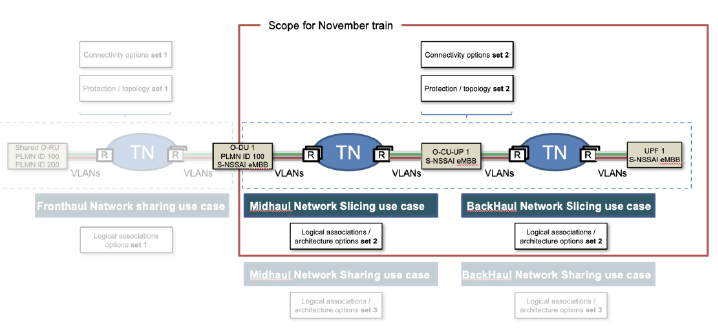 Scope for November train
Connectivity options set 1
Connectivity options set 2
Protection / topology set 1
Protection / topology set 2
Shared O-RU
PLMN ID 100
PLMN ID 200
R
TN
R
O-DU 1
PLMN ID 100
S-NSSAI eMBB
R
TN
R
O-CU-UP 1
S-NSSAI eMBB
R
TN
R
UPF 1
S-NSSAI eMBB
VLANs
VLANs
VLANs
VLANs
VLANs
VLANs
Fronthaul Network sharing use case
Midhaul Network Slicing use case
BackHaul Network Slicing use case
Logical associations
options set 1
Logical associations /
architecture options set 2
Logical associations /
architecture options set 2
Midhaul Network Sharing use case
BackHaul Network Sharing use case
Logical associations /
architecture options set 3
Logical associations /
architecture options set 3